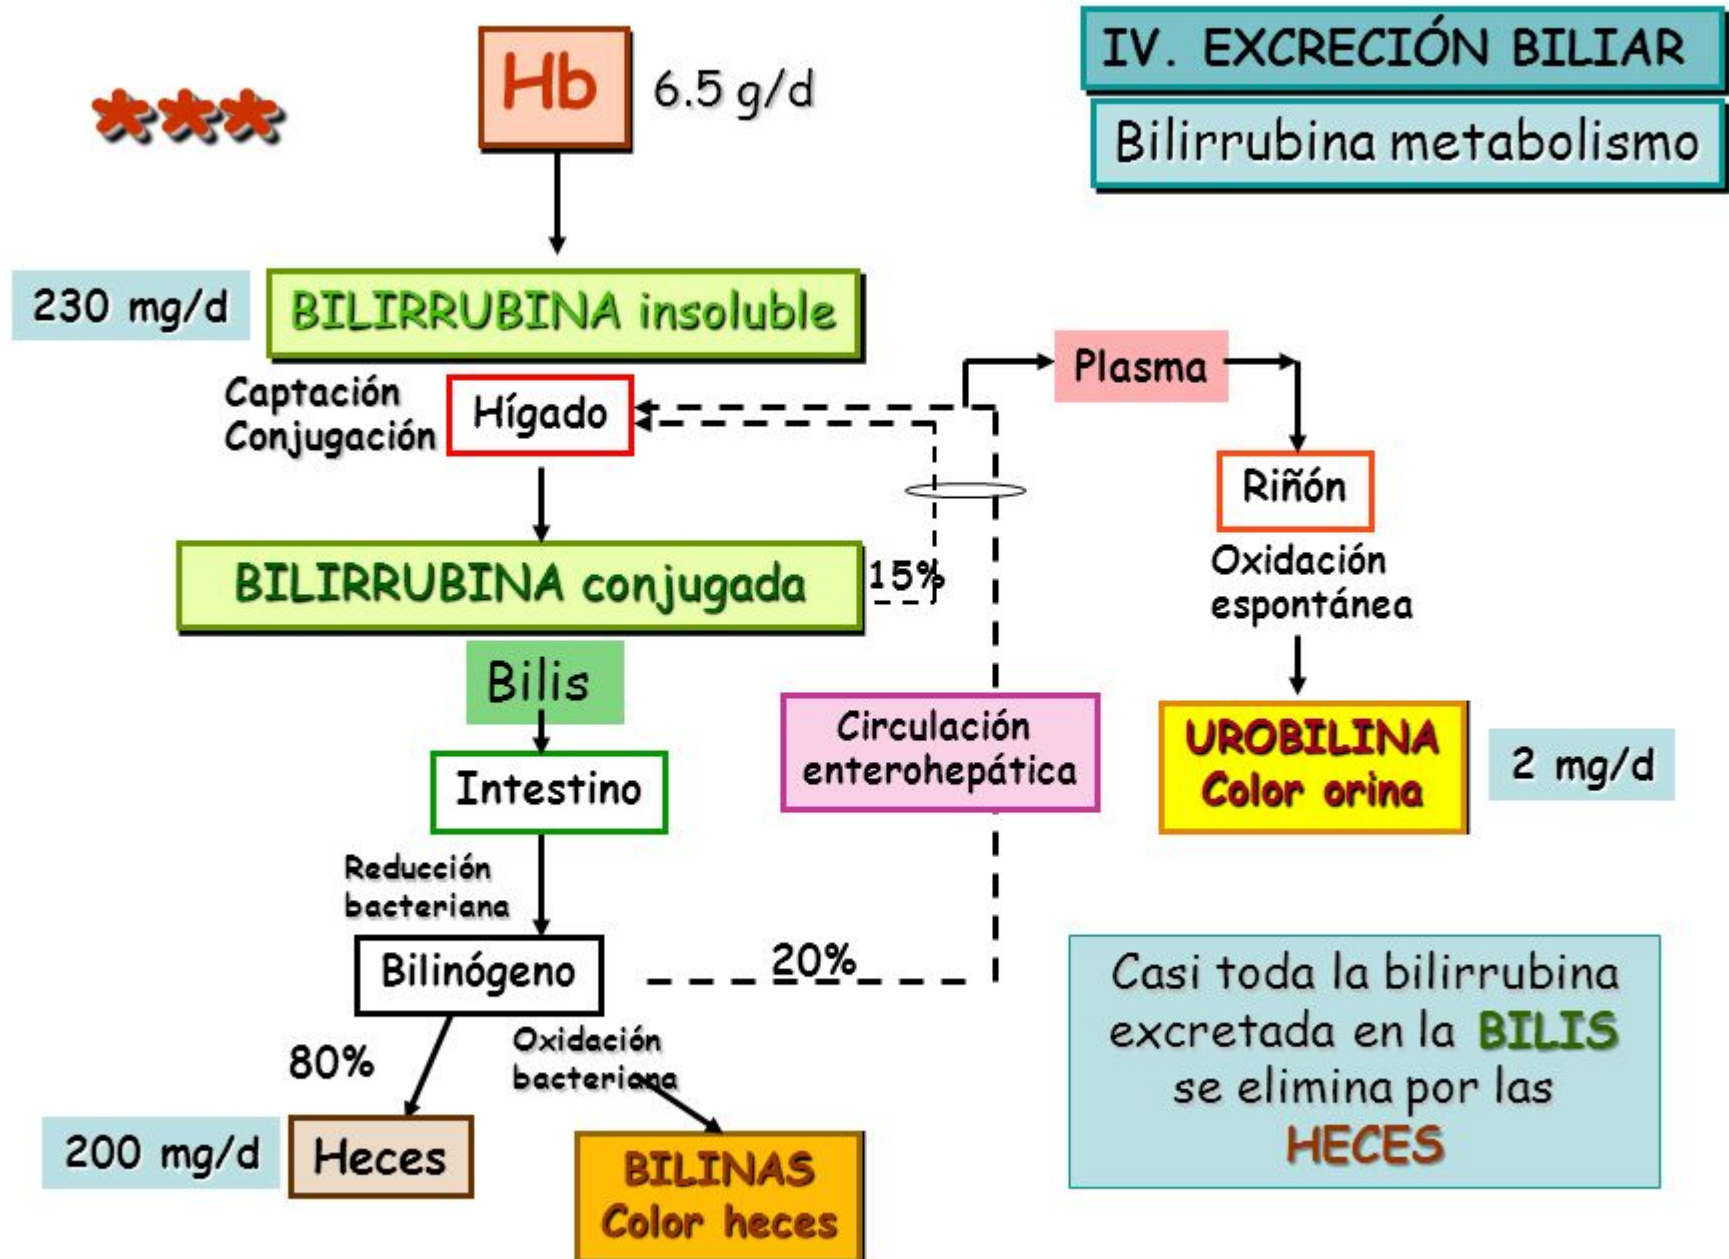 IV. EXCRECIÓN BILIAR
Bilirrubina metabolismo
***
Hb
6.5 g/d
230 mg/d
BILIRRUBINA insoluble
Captación
Conjugación
Hígado
Plasma
Riñón
Oxidación
espontánea
BILIRRUBINA conjugada
15%
Bilis
Circulación
enterohepática
UROBILINA
Color orina
2 mg/d
Intestino
Reducción
bacteriana
Bilinógeno
20%
80%
Oxidación
bacteriana
200 mg/d
Heces
BILINAS
Color heces
Casi toda la bilirrubina
excretada en la BILIS
se elimina por las
HECES